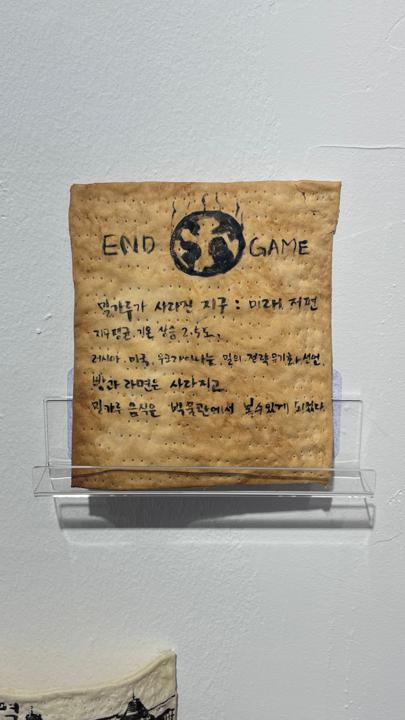 END GAME
밀가루가 사라진 지구 : 미래, 저편
지구평균 기온 상승 2.5도,
러시아, 미국, 우크라이나는, 밀의 전략무기화 선언.
빵과 라면은 사라지고
밀가루 음식은 박물관에서 볼수있게 되었다.